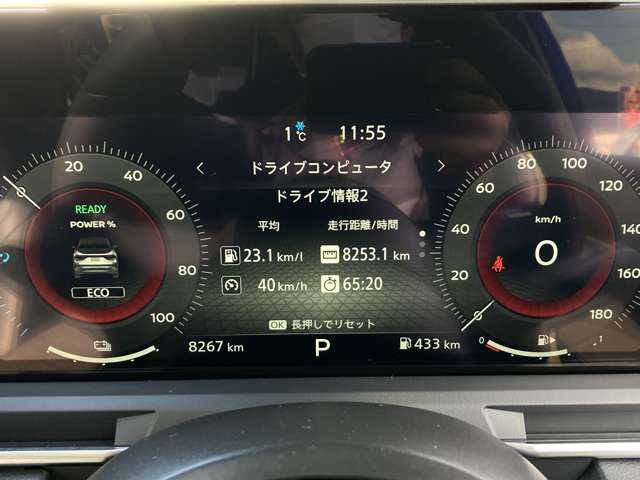 1℃ 11:55
ドライブコンピュータ
ドライブ情報2
平均 走行距離/時間
23.1 km/l 8253.1 km
40 km/h 65:20
OK 長押しでリセット
8267 km P 433 km
READY
POWER %
ECO
0 20 40 60 80 100
km/h
0
0 20 40 60 80 100 120 140 160 180
0 1